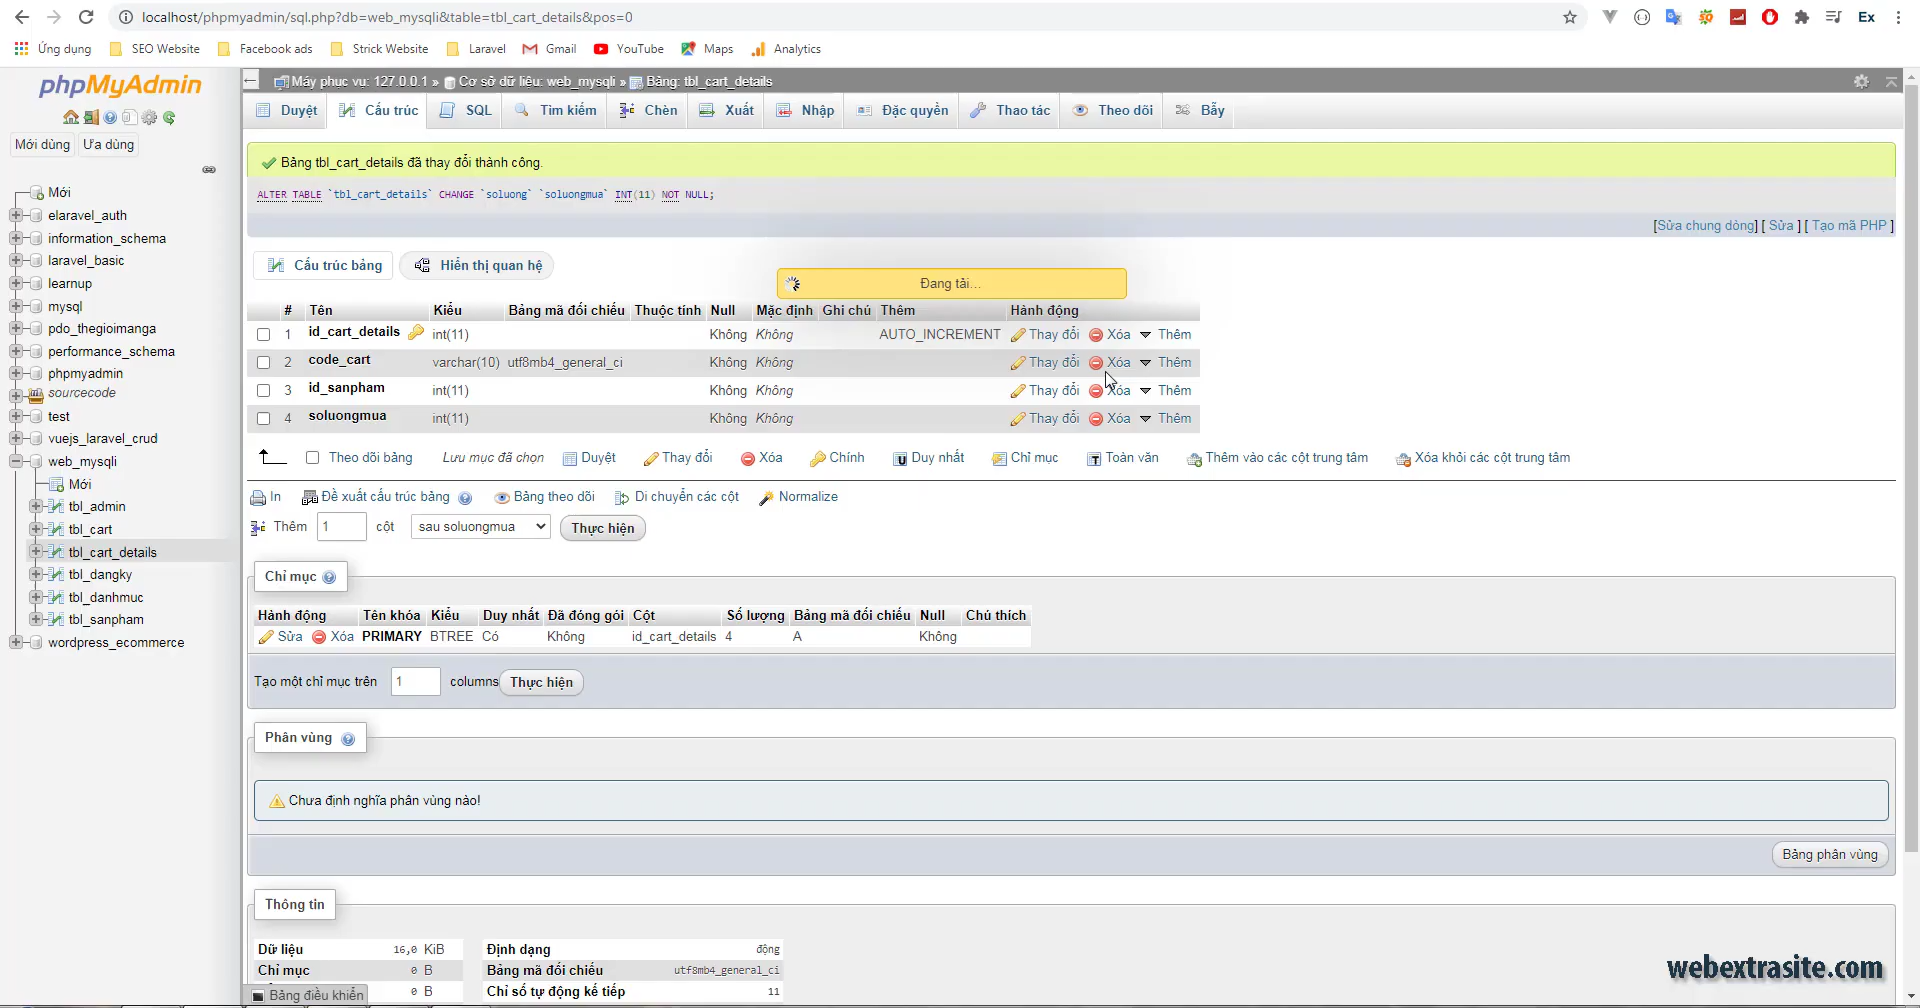 localhost/phpmyadmin/sql.php?db=web_mysqli&table=tbl_cart_details&pos=0
Ex
Ứng dụng SEO Website Facebook ads Strick Website Laravel Gmail YouTube Maps Analytics
phpMyAdmin
Mới dùng Ưa dùng
Mới
elaravel_auth
information_schema
laravel_basic
learnup
mysql
pdo_thegioimanga
performance_schema
phpmyadmin
sourcecode
test
vuejs_laravel_crud
web_mysqli
Mới
tbl_admin
tbl_cart
tbl_cart_details
tbl_dangky
tbl_danhmuc
tbl_sanpham
wordpress_ecommerce
Máy phục vụ: 127.0.0.1 » Cơ sở dữ liệu: web_mysqli » Bảng: tbl_cart_details
Duyệt Cấu trúc SQL Tìm kiếm Chèn Xuất Nhập Đặc quyền Thao tác Theo dõi Bẫy
Bảng tbl_cart_details đã thay đổi thành công.
ALTER TABLE `tbl_cart_details` CHANGE `soluong` `soluongmua` INT(11) NOT NULL;
[Sửa chung dòng] [ Sửa ] [ Tạo mã PHP ]
Cấu trúc bảng Hiển thị quan hệ
Đang tải…
# Tên Kiểu Bảng mã đối chiếu Thuộc tính Null Mặc định Ghi chú Thêm Hành động
1 id_cart_details int(11) Không Không AUTO_INCREMENT Thay đổi Xóa Thêm
2 code_cart varchar(10) utf8mb4_general_ci Không Không Thay đổi Xóa Thêm
3 id_sanpham int(11) Không Không Thay đổi Xóa Thêm
4 soluongmua int(11) Không Không Thay đổi Xóa Thêm
Theo dõi bảng Lưu mục đã chọn Duyệt Thay đổi Xóa Chính Duy nhất Chỉ mục Toàn văn Thêm vào các cột trung tâm Xóa khỏi các cột trung tâm
In Đề xuất cấu trúc bảng Bảng theo dõi Di chuyển các cột Normalize
Thêm 1 cột sau soluongmua Thực hiện
Chỉ mục
Hành động Tên khóa Kiểu Duy nhất Đã đóng gói Cột Số lượng Bảng mã đối chiếu Null Chú thích
Sửa Xóa PRIMARY BTREE Có Không id_cart_details 4 A Không
Tạo một chỉ mục trên 1 columns Thực hiện
Phân vùng
Chưa định nghĩa phân vùng nào!
Bảng phân vùng
Thông tin
Dữ liệu 16,0 KiB
Chỉ mục 0 B
0 B
Định dạng động
Bảng mã đối chiếu utf8mb4_general_ci
Chỉ số tự động kế tiếp 11
Bảng điều khiển
webextrasite.com